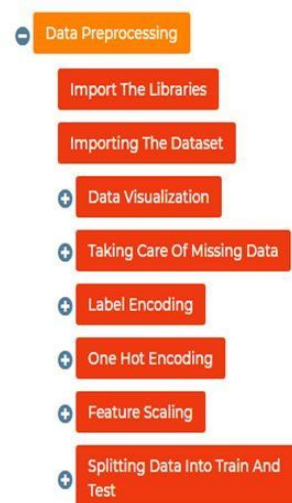 Data Preprocessing
Import The Libraries
Importing The Dataset
Data Visualization
Taking Care Of Missing Data
Label Encoding
One Hot Encoding
Feature Scaling
Splitting Data Into Train And
Test